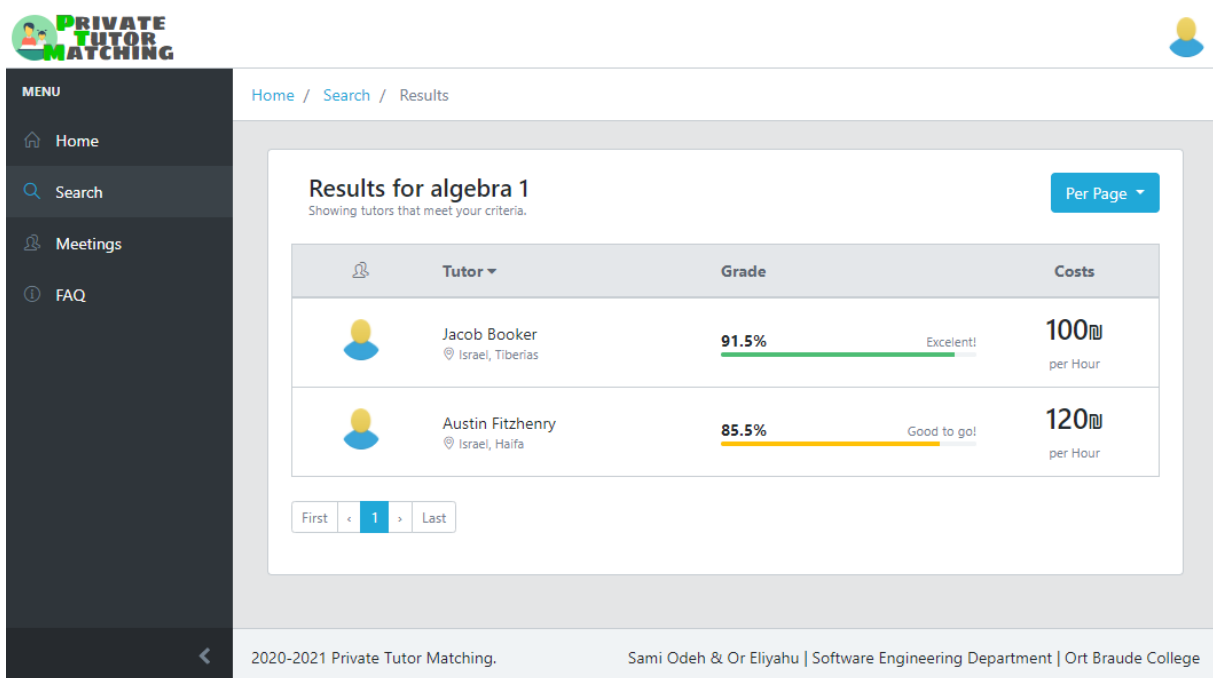 PRIVATE
TUTOR
MATCHING
MENU
Home
Search
Meetings
FAQ
Home / Search / Results
Results for algebra 1
Showing tutors that meet your criteria.
Per Page
Tutor Grade Costs
Jacob Booker
Israel, Tiberias
91.5% Excelent!
100₪
per Hour
Austin Fitzhenry
Israel, Haifa
85.5% Good to go!
120₪
per Hour
First ‹ 1 › Last
2020-2021 Private Tutor Matching. Sami Odeh & Or Eliyahu | Software Engineering Department | Ort Braude College